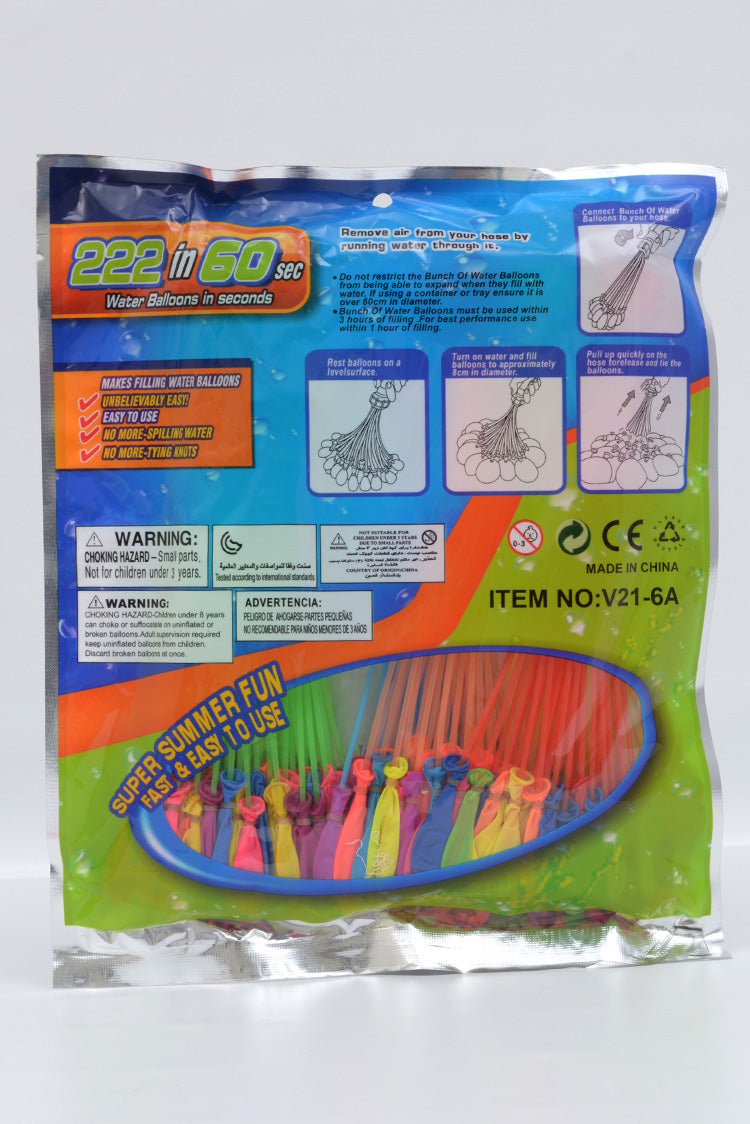 222 in 60 sec
Water Balloons in seconds
Remove air from your hose by
running water through it.
• Do not restrict the Bunch Of Water Balloons
from being able to expand when they fill with
water. If using a container or tray ensure it is
over 60cm in diameter.
•Bunch Of Water Balloons must be used within
3 hours of filling .For best performance use
within 1 hour of filling.
Connect Bunch Of Water
Balloons to your hose.
Rest balloons on a
levelsurface.
Turn on water and fill
balloons to approximately
8cm in diameter.
Pull up quickly on the
hose torelease and tie the
balloons.
MAKES FILLING WATER BALLOONS
UNBELIEVABLY EASY!
EASY TO USE
NO MORE-SPILLING WATER
NO MORE-TYING KNOTS
WARNING:
CHOKING HAZARD – Small parts.
Not for children under 3 years.
صنعت وفقا للمواصفات والمعايير العالمية
Tested according to international standards
WARNING:
NOT SUITABLE FOR
CHILDREN UNDER 3 YEARS
DUE TO SMALL PARTS
COUNTRY OF ORIGIN:CHINA
0-3
CE
MADE IN CHINA
ITEM NO:V21-6A
WARNING:
CHOKING HAZARD-Children under 8 years
can choke or suffocate on uninflated or
broken balloons.Adult supervision required
keep uninflated balloons from children.
Discard broken balloons at once.
ADVERTENCIA:
PELIGRO DE AHOGARSE-PARTES PEQUEÑAS
NO RECOMENDABLE PARA NIÑOS MENORES DE 3 AÑOS
SUPER SUMMER FUN
FAST & EASY TO USE